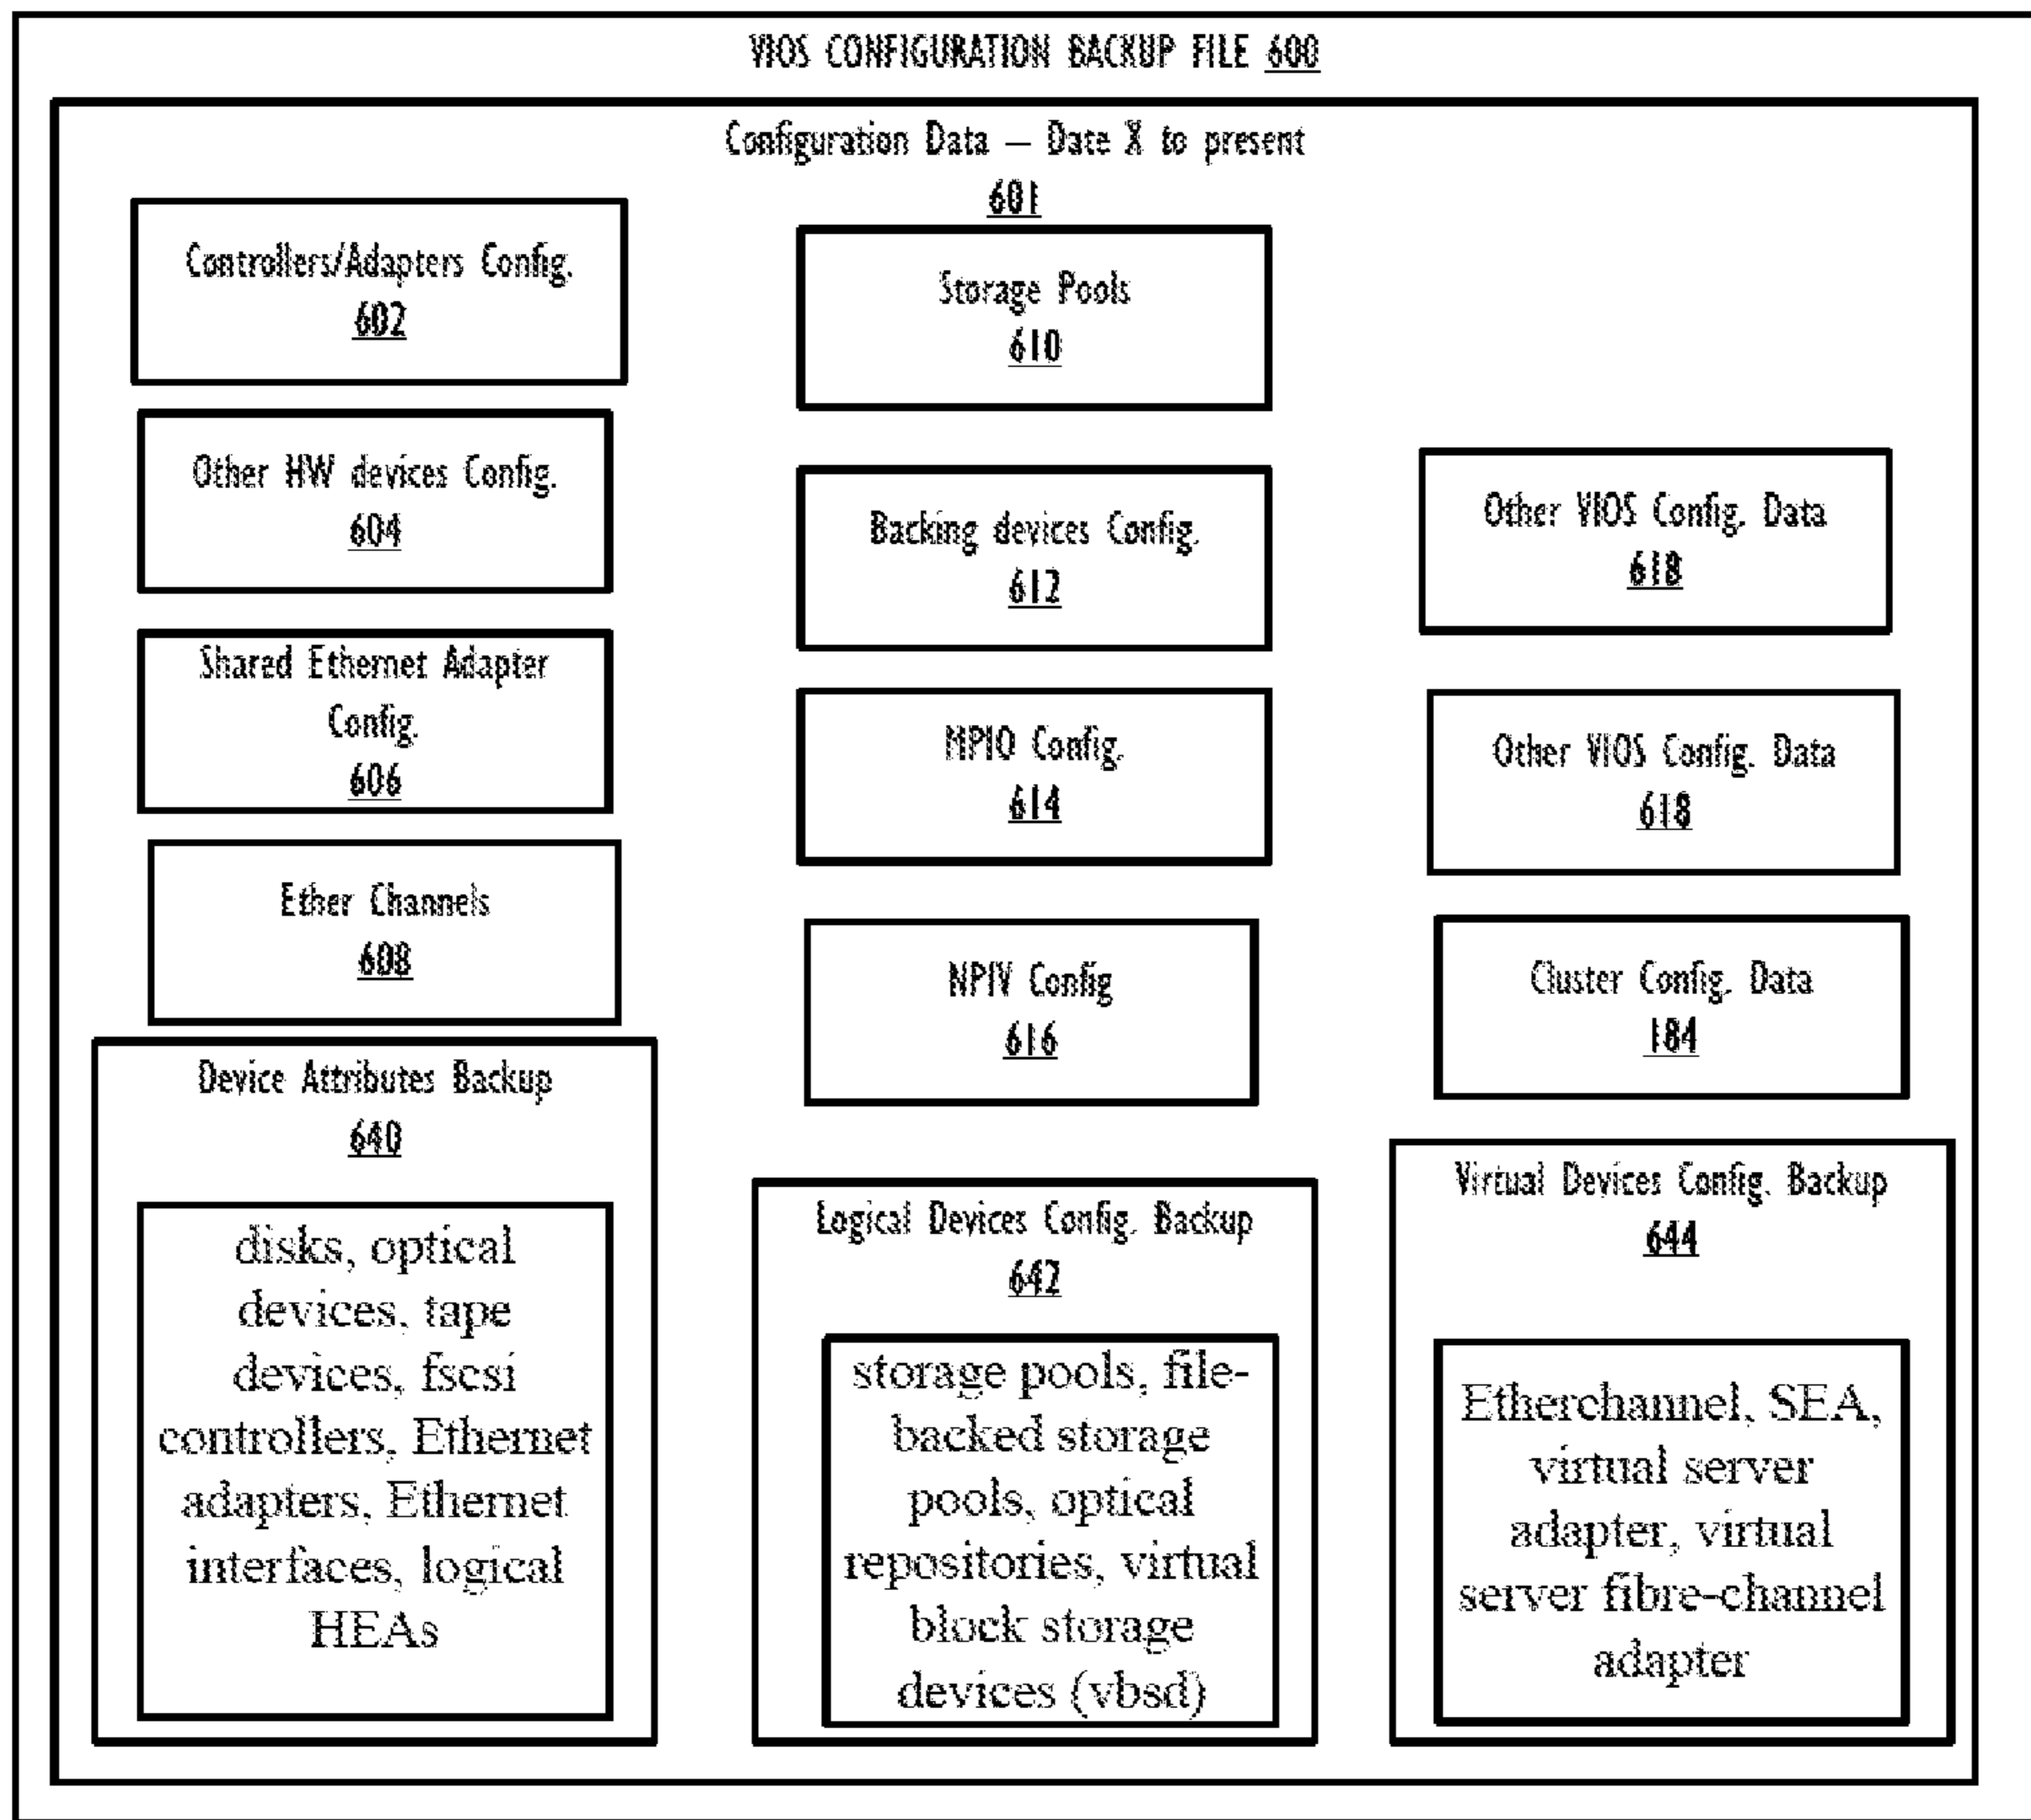 VIOS CONFIGURATION BACKUP FILE 600
Configuration Data – Date X to present
601
Controllers/Adapters Config.
602
Other HW devices Config.
604
Shared Ethernet Adapter
Config.
606
Ether Channels
608
Device Attributes Backup
640
disks, optical
devices, tape
devices, fscsi
controllers, Ethernet
adapters, Ethernet
interfaces, logical
HEAs
Storage Pools
610
Backing devices Config.
612
MPIO Config.
614
NPIV Config
616
Logical Devices Config. Backup
642
storage pools, file-
backed storage
pools, optical
repositories, virtual
block storage
devices (vbsd)
Other VIOS Config. Data
618
Other VIOS Config. Data
618
Cluster Config. Data
184
Virtual Devices Config. Backup
644
Etherchannel, SEA,
virtual server
adapter, virtual
server fibre-channel
adapter